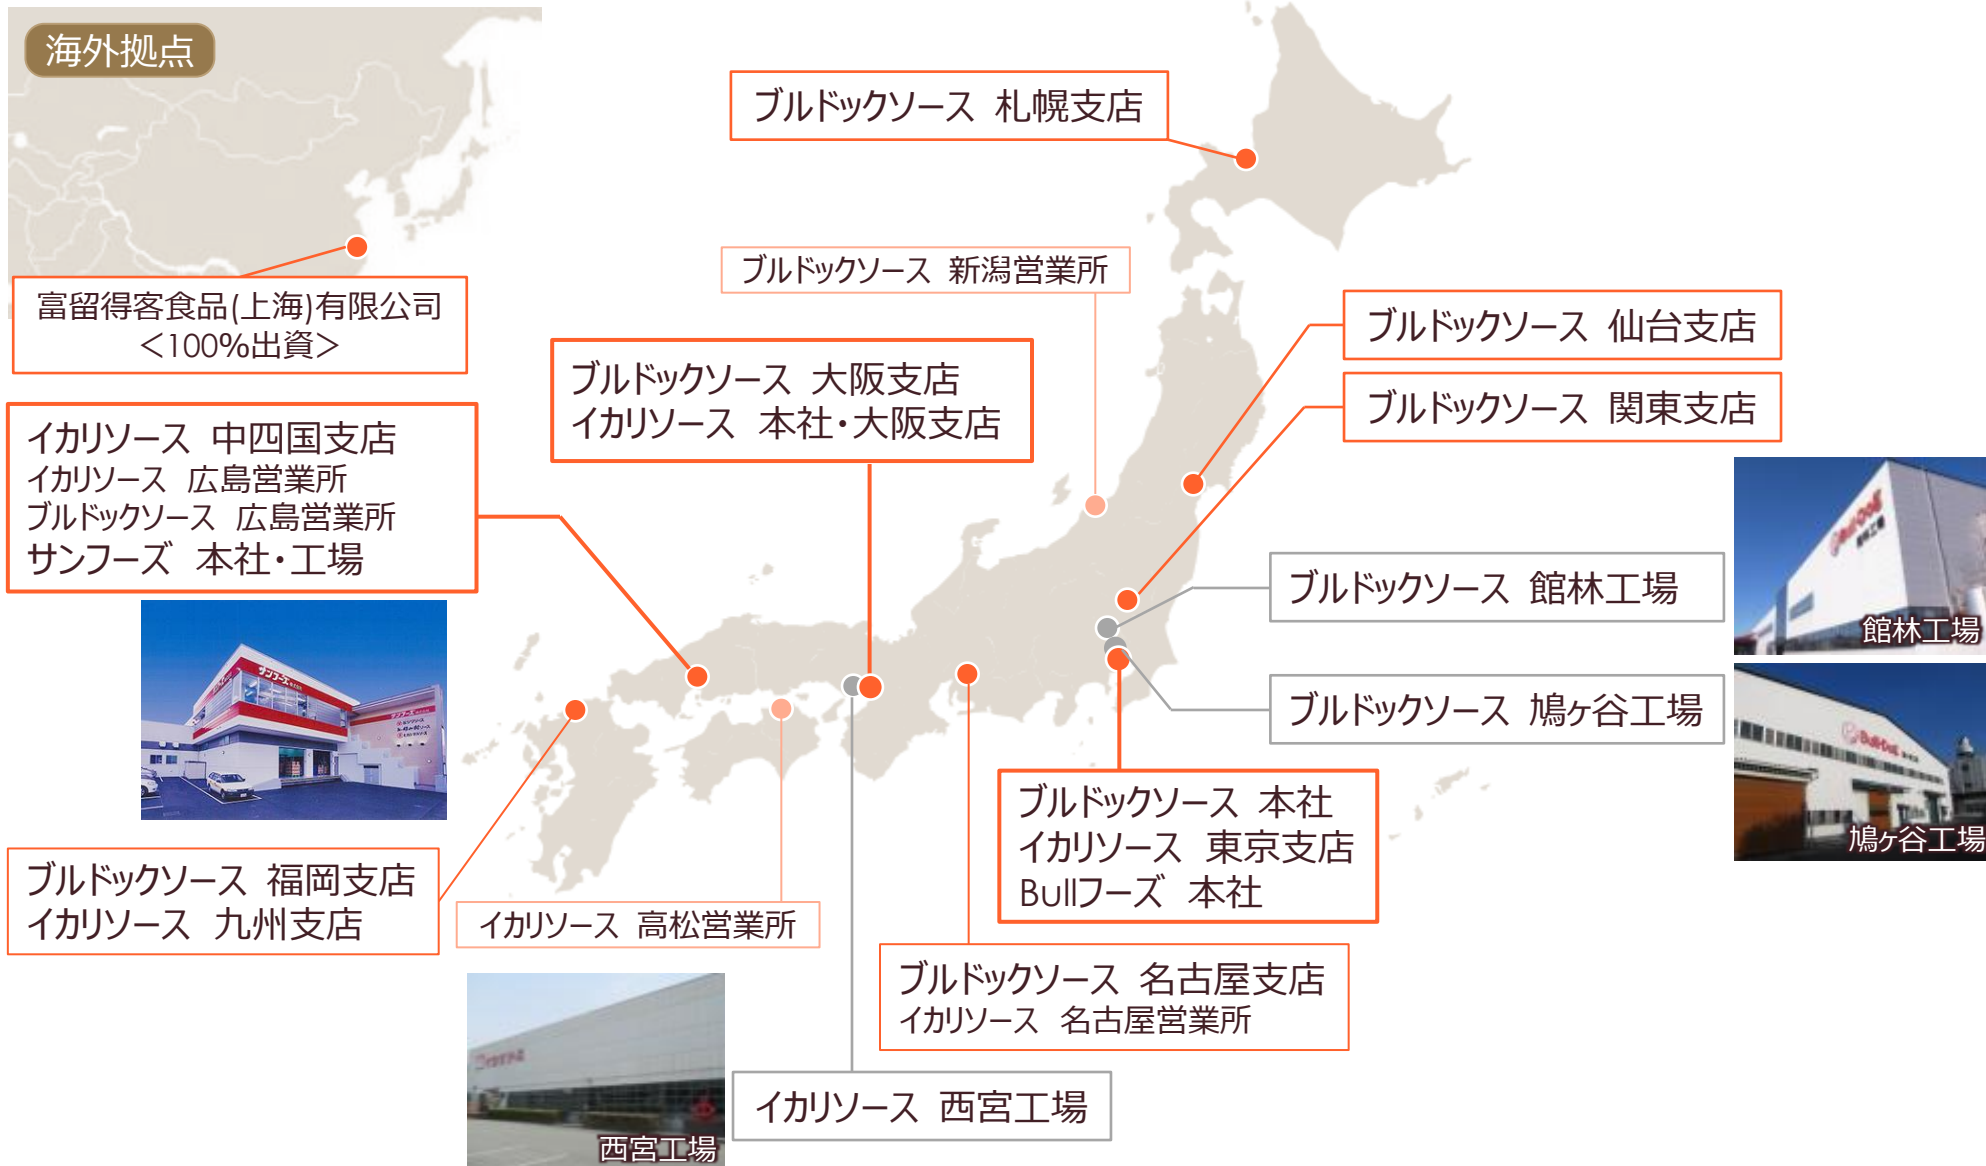 海外拠点
富留得客食品(上海)有限公司
＜100%出資＞
ブルドックソース 札幌支店
ブルドックソース 新潟営業所
ブルドックソース 仙台支店
ブルドックソース 関東支店
ブルドックソース 大阪支店
イカリソース 本社・大阪支店
イカリソース 中四国支店
イカリソース 広島営業所
ブルドックソース 広島営業所
サンフーズ 本社・工場
ブルドックソース 館林工場
館林工場
ブルドックソース 鳩ヶ谷工場
鳩ヶ谷工場
ブルドックソース 本社
イカリソース 東京支店
Bullフーズ 本社
ブルドックソース 福岡支店
イカリソース 九州支店
イカリソース 高松営業所
ブルドックソース 名古屋支店
イカリソース 名古屋営業所
イカリソース 西宮工場
西宮工場
サンフーズ
Bull-Dog
館林工場
Bull-Dog